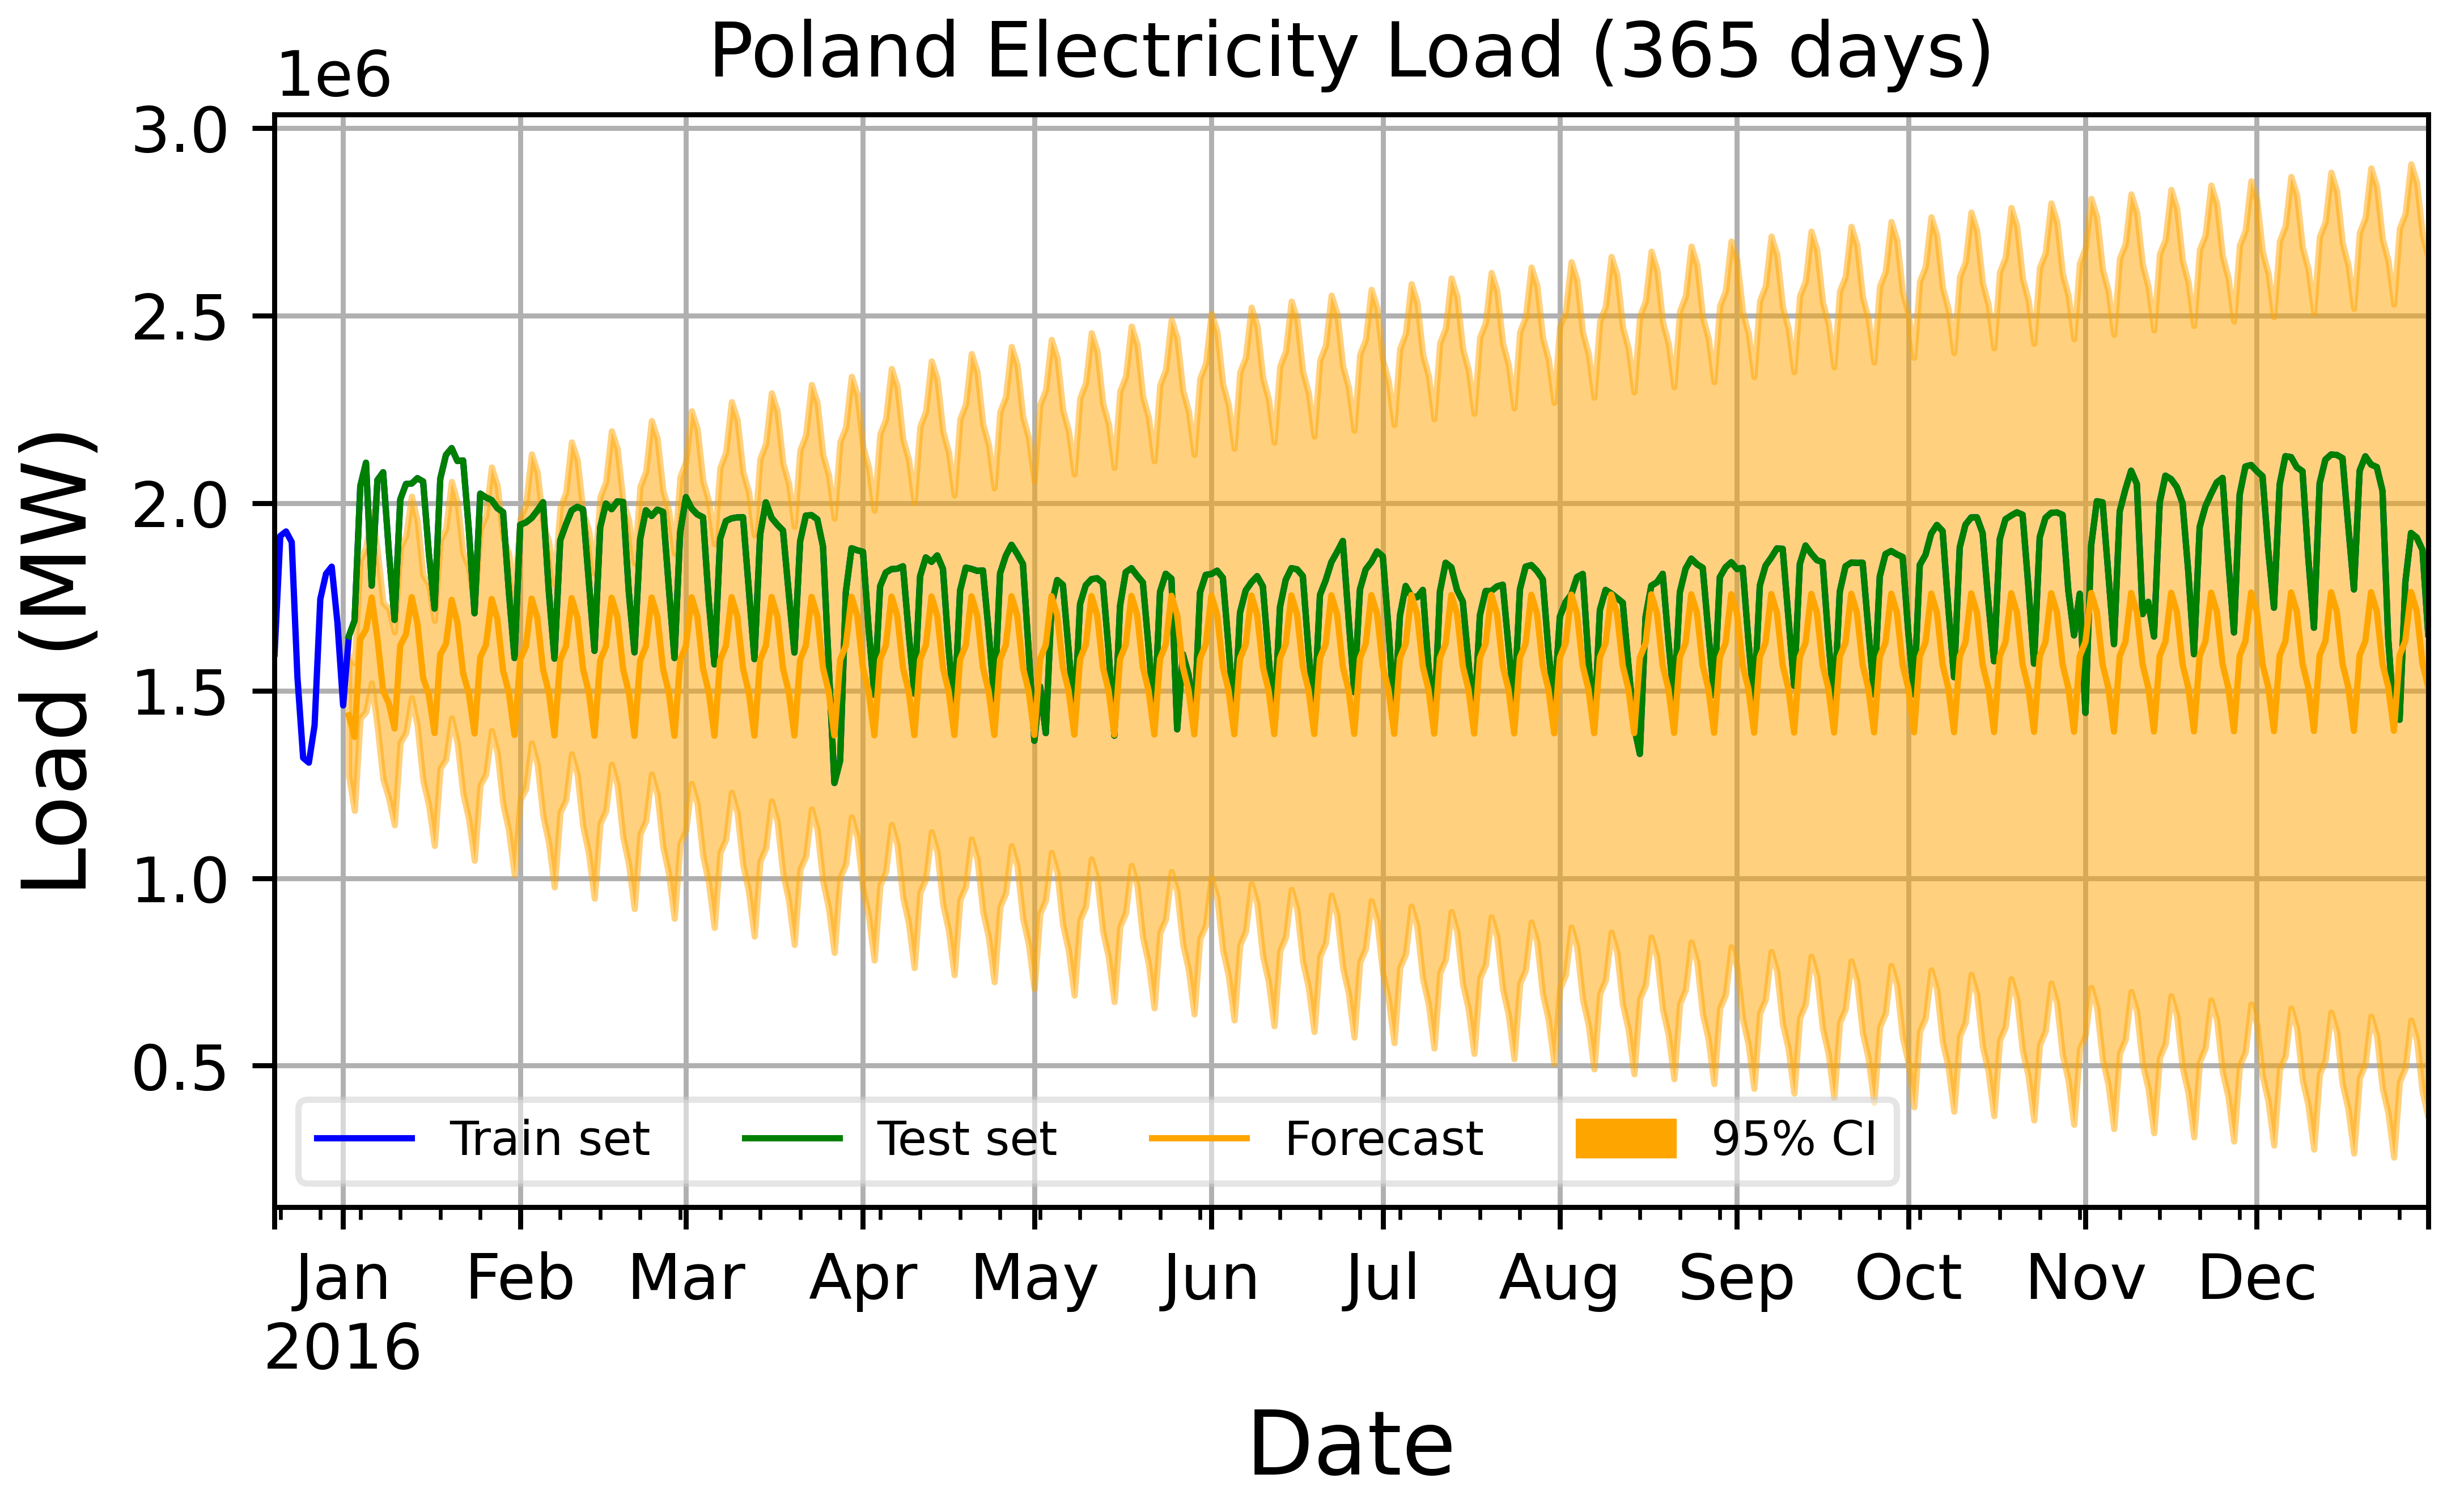 Poland Electricity Load (365 days)
1e6
3.0
2.5
2.0
1.5
1.0
0.5
Load (MW)
Train set Test set Forecast 95% CI
Jan Feb Mar Apr May Jun Jul Aug Sep Oct Nov Dec
2016
Date